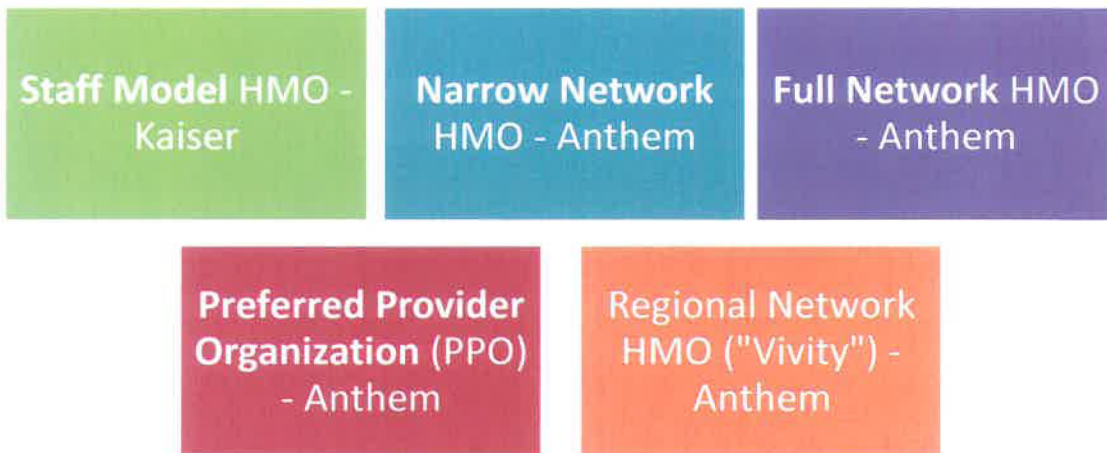 Staff Model HMO -
Kaiser
Narrow Network
HMO - Anthem
Full Network HMO
- Anthem
Preferred Provider
Organization (PPO)
- Anthem
Regional Network
HMO ("Vivity") -
Anthem